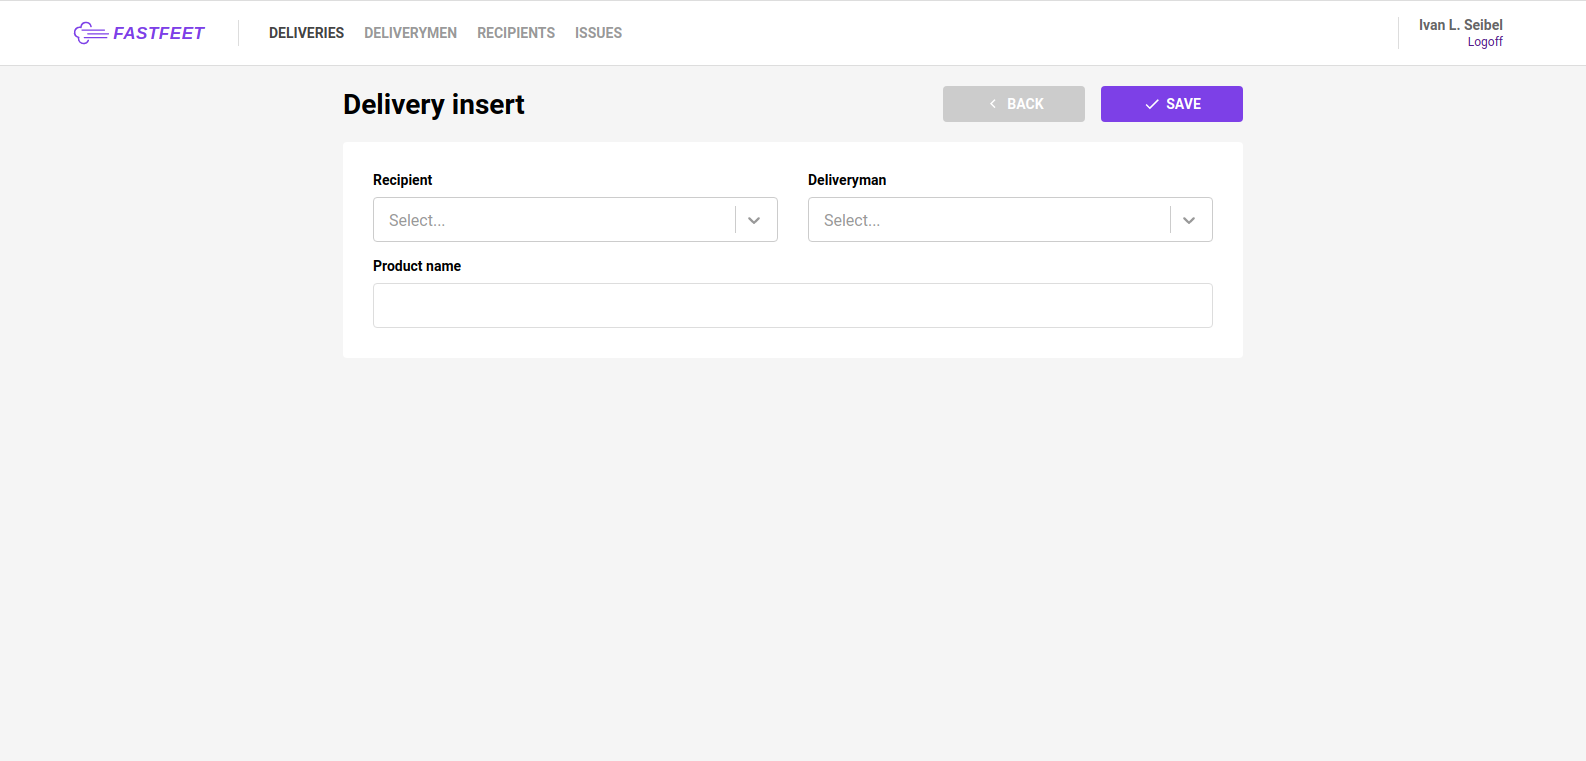 FASTFEET
DELIVERIES DELIVERYMEN RECIPIENTS ISSUES
Ivan L. Seibel
Logoff
Delivery insert
BACK
SAVE
Recipient
Deliveryman
Select...
Select...
Product name